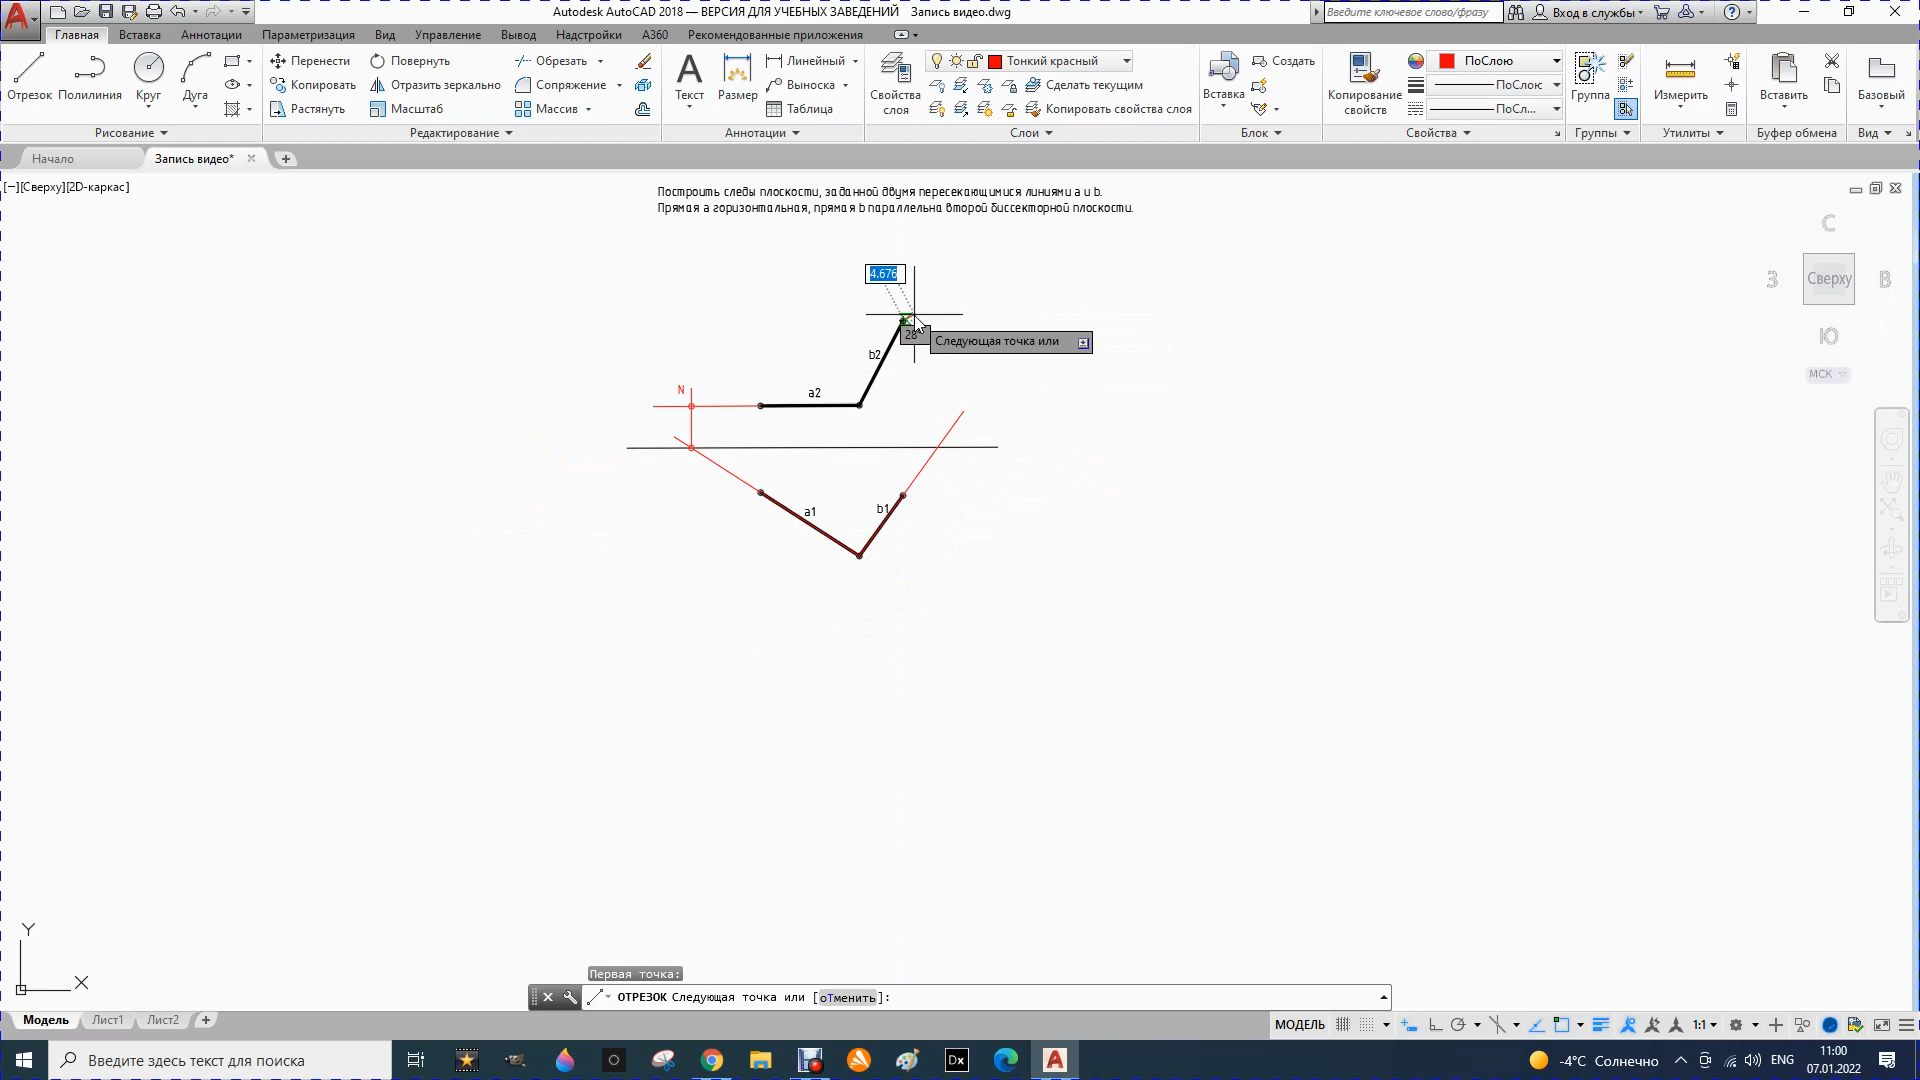 Autodesk AutoCAD 2018 — ВЕРСИЯ ДЛЯ УЧЕБНЫХ ЗАВЕДЕНИЙ Запись видео.dwg
Введите ключевое слово/фразу
Вход в службы
Главная Вставка Аннотации Параметризация Вид Управление Вывод Надстройки A360 Рекомендованные приложения
Отрезок Полилиния Круг Дуга
Рисование
Перенести Повернуть Обрезать
Копировать Отразить зеркально Сопряжение
Растянуть Масштаб Массив
Редактирование
Текст Размер
Линейный
Выноска
Таблица
Аннотации
Свойства слоя
Тонкий красный
Сделать текущим
Копировать свойства слоя
Слои
Вставка
Создать
Блок
Копирование свойств
ПоСлою
ПоСлою
ПоСл...
Свойства
Группа
Группы
Измерить
Утилиты
Вставить
Буфер обмена
Базовый
Вид
Начало
Запись видео*
[−][Сверху][2D-каркас]
Построить следы плоскости, заданной двумя пересекающимися линиями a и b.
Прямая a горизонтальная, прямая b параллельна второй биссекторной плоскости.
С
З Сверху В
Ю
МСК
4.676
28°
Следующая точка или
b2
N
a2
a1
b1
Y
X
Первая точка:
ОТРЕЗОК Следующая точка или [оТменить]:
Модель Лист1 Лист2
МОДЕЛЬ
1:1
Введите здесь текст для поиска
Dx
-4°C Солнечно
ENG
11:00
07.01.2022